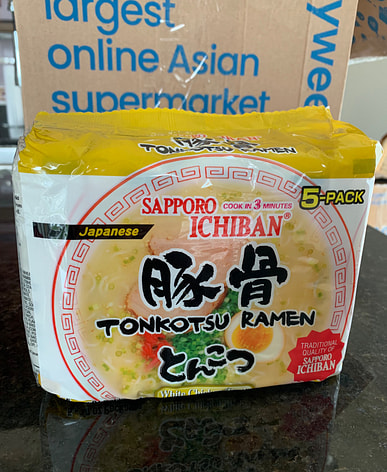 largest
online Asian
supermarket
豚骨
TONKOTSU RAMEN
SAPPORO
ICHIBAN®
COOK IN 3 MINUTES
5-PACK
Japanese
豚骨
TONKOTSU RAMEN
とんこつ
TRADITIONAL
QUALITY OF
SAPPORO
ICHIBAN
White